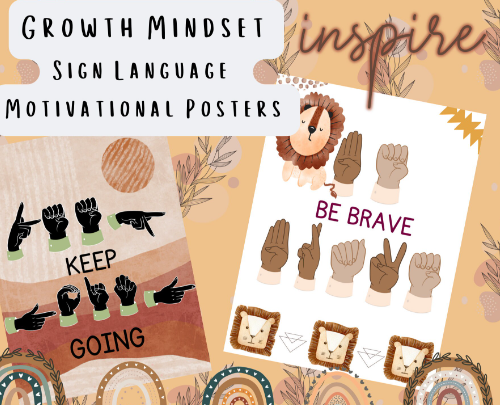 Growth Mindset
Sign Language
Motivational Posters
inspire
BE BRAVE
KEEP
GOING